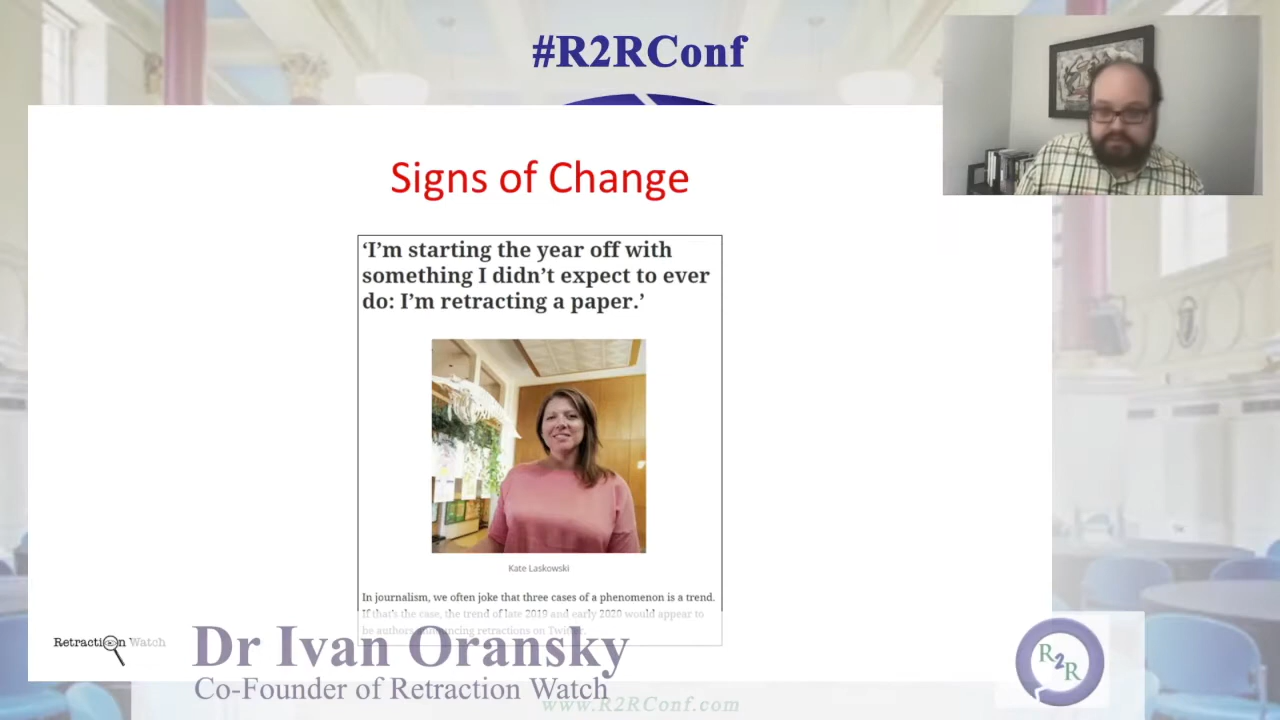 #R2RConf
Signs of Change
‘I’m starting the year off with
something I didn’t expect to ever
do: I’m retracting a paper.’
Kate Laskowski
In journalism, we often joke that three cases of a phenomenon is a trend.
If that’s the case, the trend of late 2019 and early 2020 would appear to
be authors announcing retractions on Twitter.
Retraction Watch
Dr Ivan Oransky
Co-Founder of Retraction Watch
R2R
www.R2RConf.com